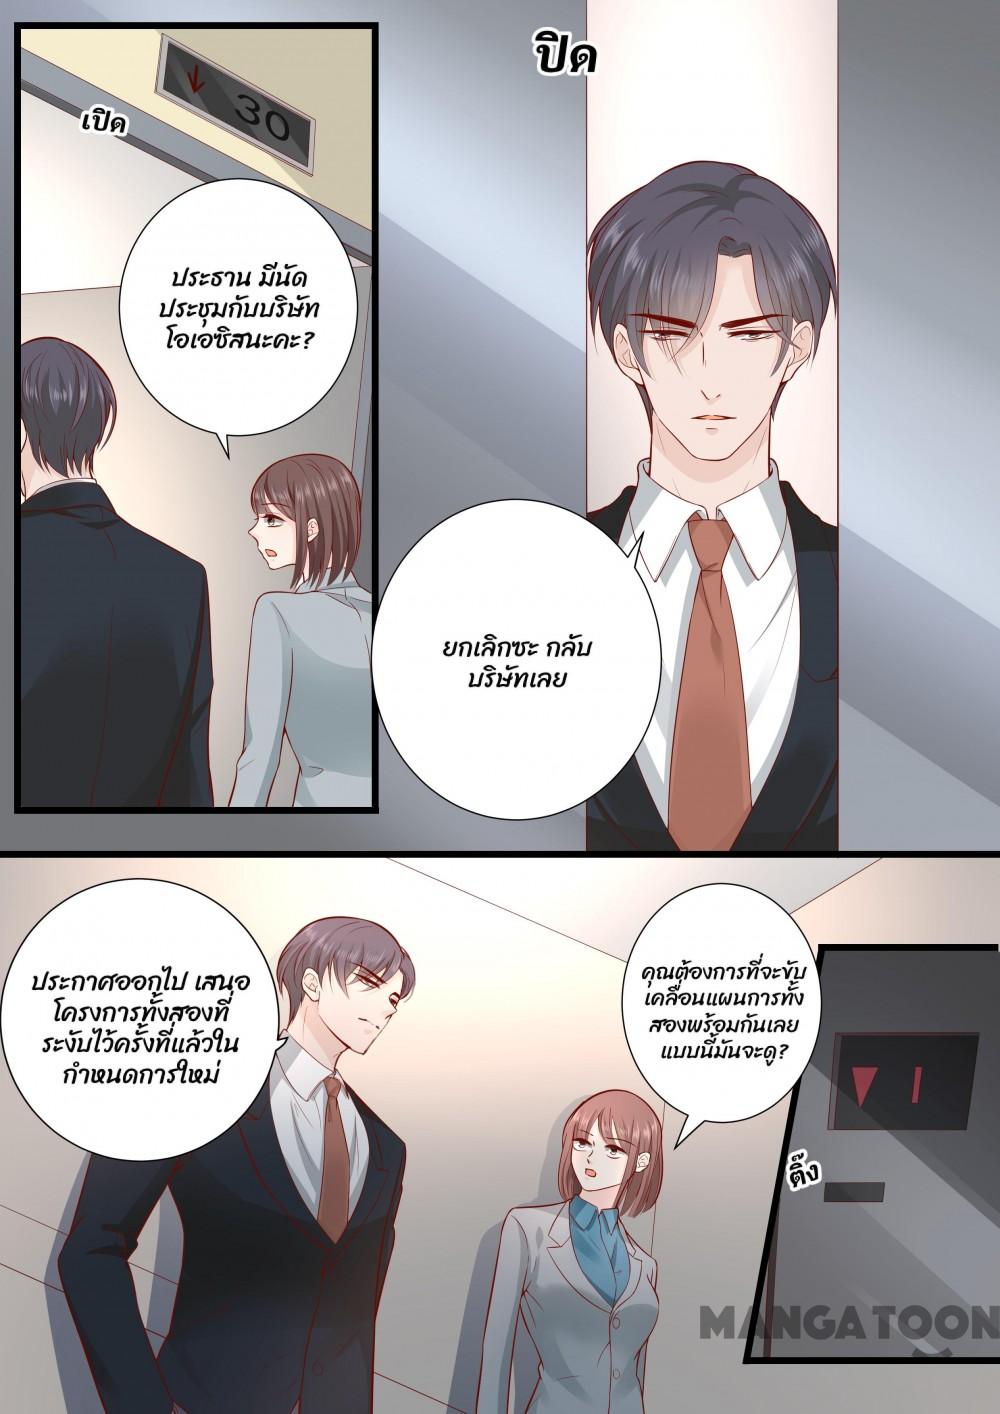 30
เปิด
ปิด
ประธาน มีนัด
ประชุมกับบริษัท
โอเอซิสนะคะ?
ยกเลิกซะ กลับ
บริษัทเลย
ประกาศออกไป เสนอ
โครงการทั้งสองที่
ระงับไว้ครั้งที่แล้วใน
กำหนดการใหม่
คุณต้องการที่จะขับ
เคลื่อนแผนการทั้ง
สองพร้อมกันเลย
แบบนี้มันจะดู?
1
ติ๊ง
MANGATOON